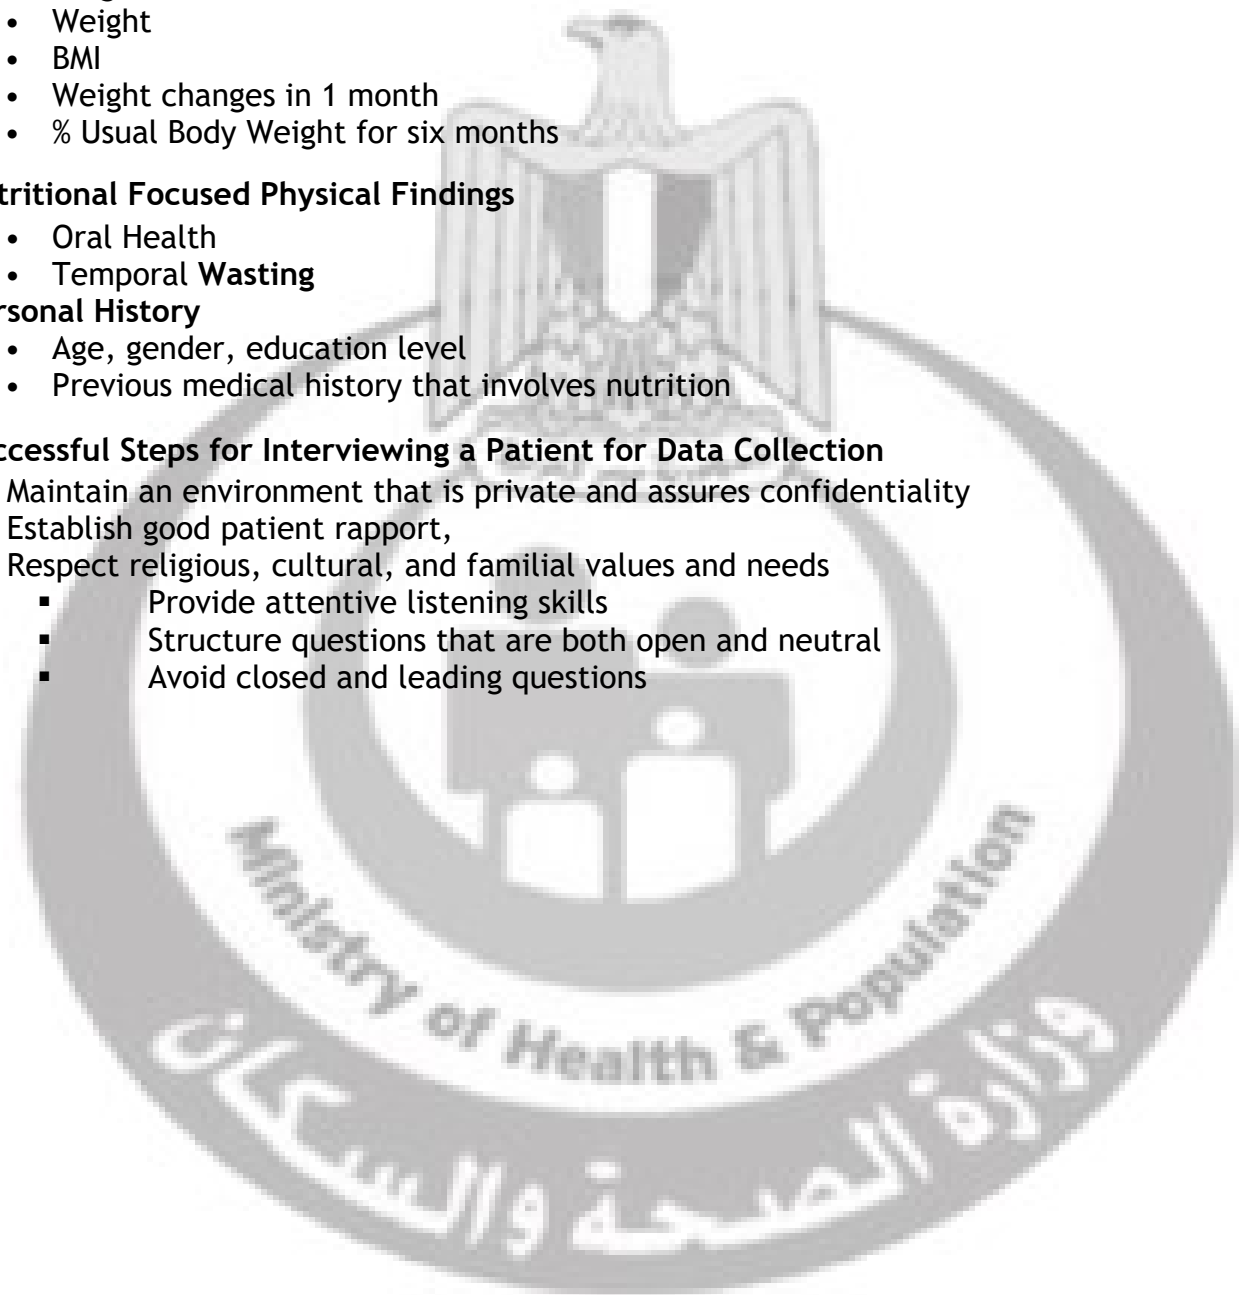 • Weight
• BMI
• Weight changes in 1 month
• % Usual Body Weight for six months
tritional Focused Physical Findings
• Oral Health
• Temporal Wasting
rsonal History
• Age, gender, education level
• Previous medical history that involves nutrition
ccessful Steps for Interviewing a Patient for Data Collection
Maintain an environment that is private and assures confidentiality
Establish good patient rapport,
Respect religious, cultural, and familial values and needs
▪ Provide attentive listening skills
▪ Structure questions that are both open and neutral
▪ Avoid closed and leading questions
Ministry of Health & Population
وزارة الصحة والسكان